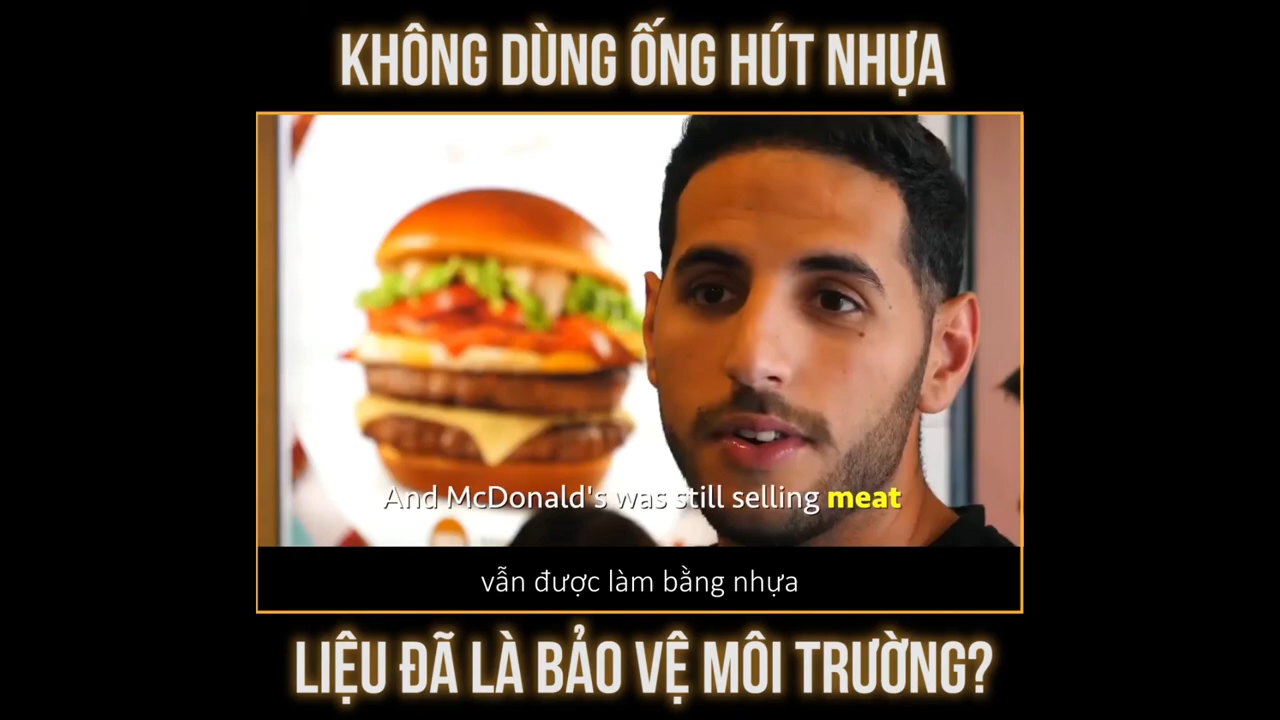 KHÔNG DÙNG ỐNG HÚT NHỰA
And McDonald's was still selling meat
vẫn được làm bằng nhựa
LIỆU ĐÃ LÀ BẢO VỆ MÔI TRƯỜNG?